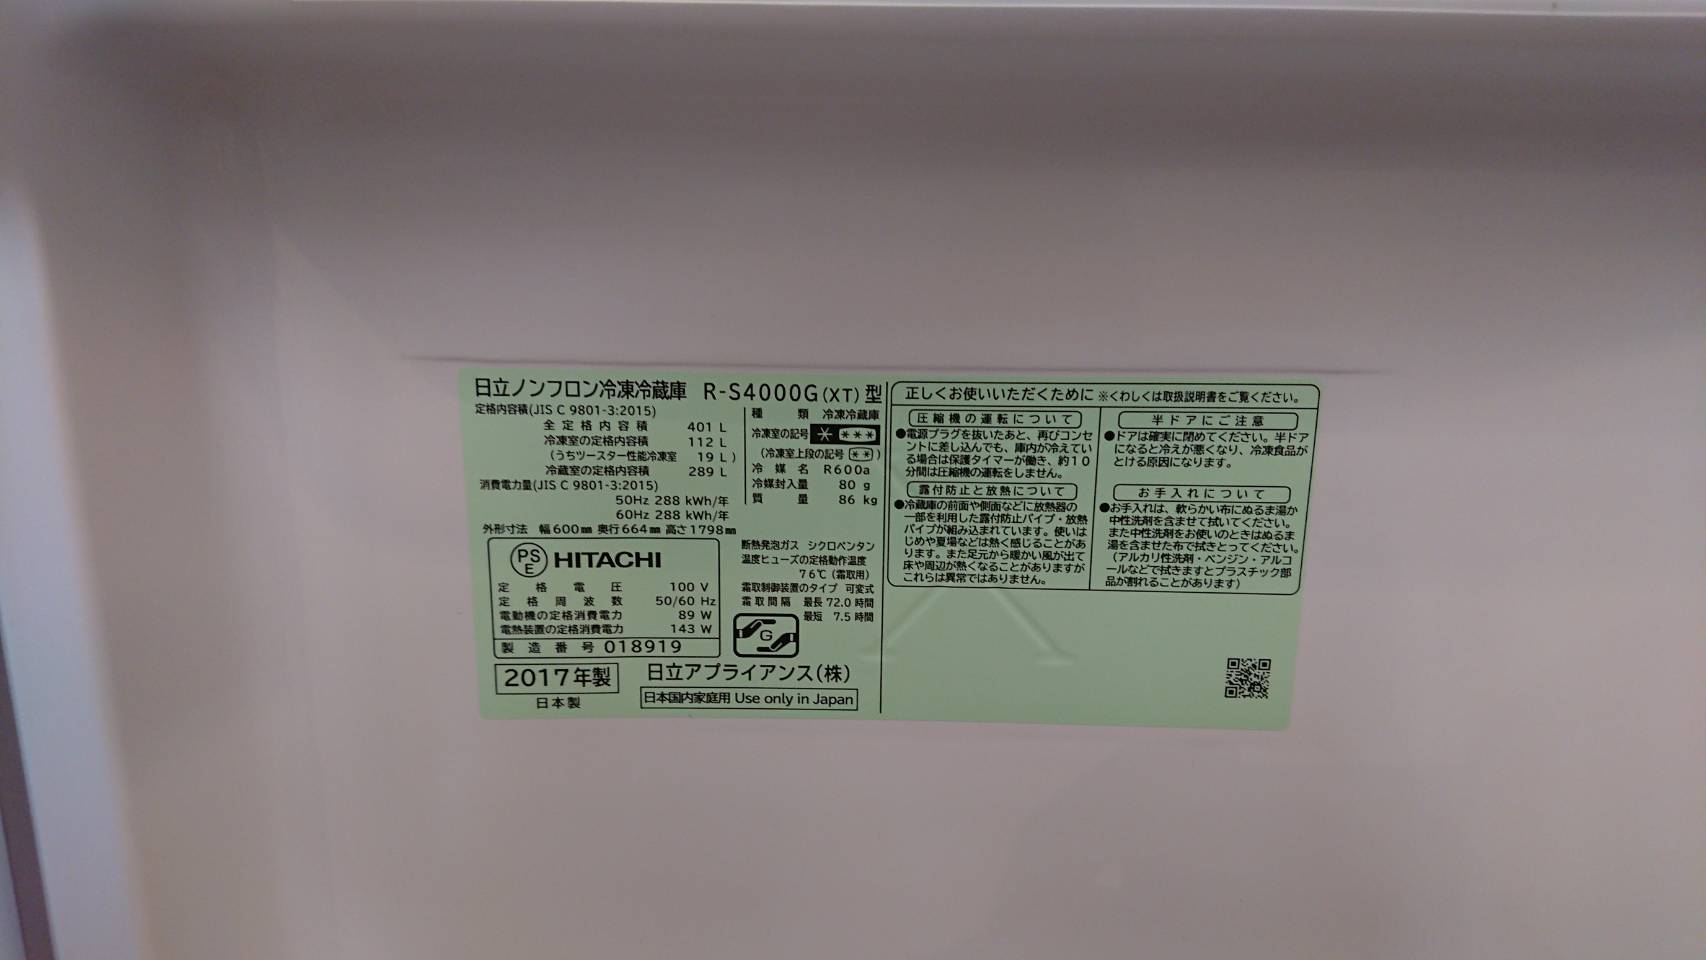 日立ノンフロン冷凍冷蔵庫 R-S4000G(XT)型
定格内容積(JIS C 9801-3:2015)
全定格内容積 401 L
冷凍室の定格内容積 112 L
(うちツースター性能冷凍室 19 L)
冷蔵室の定格内容積 289 L
消費電力量(JIS C 9801-3:2015)
50Hz 288 kWh/年
60Hz 288 kWh/年
外形寸法 幅600㎜ 奥行664㎜ 高さ1798㎜
種類 冷凍冷蔵庫
冷凍室の記号 * ***
(冷凍室上段の記号 **)
冷媒名 R600a
冷媒封入量 80 g
質量 86 kg
PS
E
HITACHI
定格電圧 100 V
定格周波数 50/60 Hz
電動機の定格消費電力 89 W
電熱装置の定格消費電力 143 W
製造番号 018919
断熱発泡ガス シクロペンタン
温度ヒューズの定格動作温度
76℃(霜取用)
霜取制御装置のタイプ 可変式
霜取間隔 最長 72.0 時間
最短 7.5 時間
G
2017年製
日本製
日立アプライアンス(株)
日本国内家庭用 Use only in Japan
正しくお使いいただくために ※くわしくは取扱説明書をご覧ください。
圧縮機の運転について
●電源プラグを抜いたあと、再びコンセ
ントに差し込んでも、庫内が冷えてい
る場合は保護タイマーが働き、約10
分間は圧縮機の運転をしません。
露付防止と放熱について
●冷蔵庫の前面や側面などに放熱器の
一部を利用した露付防止パイプ・放熱
パイプが組み込まれています。使いは
じめや夏場などは熱く感じることがあ
ります。また足元から暖かい風が出て
床や周辺が熱くなることがありますが
これらは異常ではありません。
半ドアにご注意
●ドアは確実に閉めてください。半ドア
になると冷えが悪くなり、冷凍食品が
とける原因になります。
お手入れについて
●お手入れは、軟らかい布にぬるま湯か
中性洗剤を含ませて拭いてください。
また中性洗剤をお使いのときはぬるま
湯を含ませた布で拭きとってください。
(アルカリ性洗剤・ベンジン・アルコ
ールなどで拭きますとプラスチック部
品が割れることがあります)